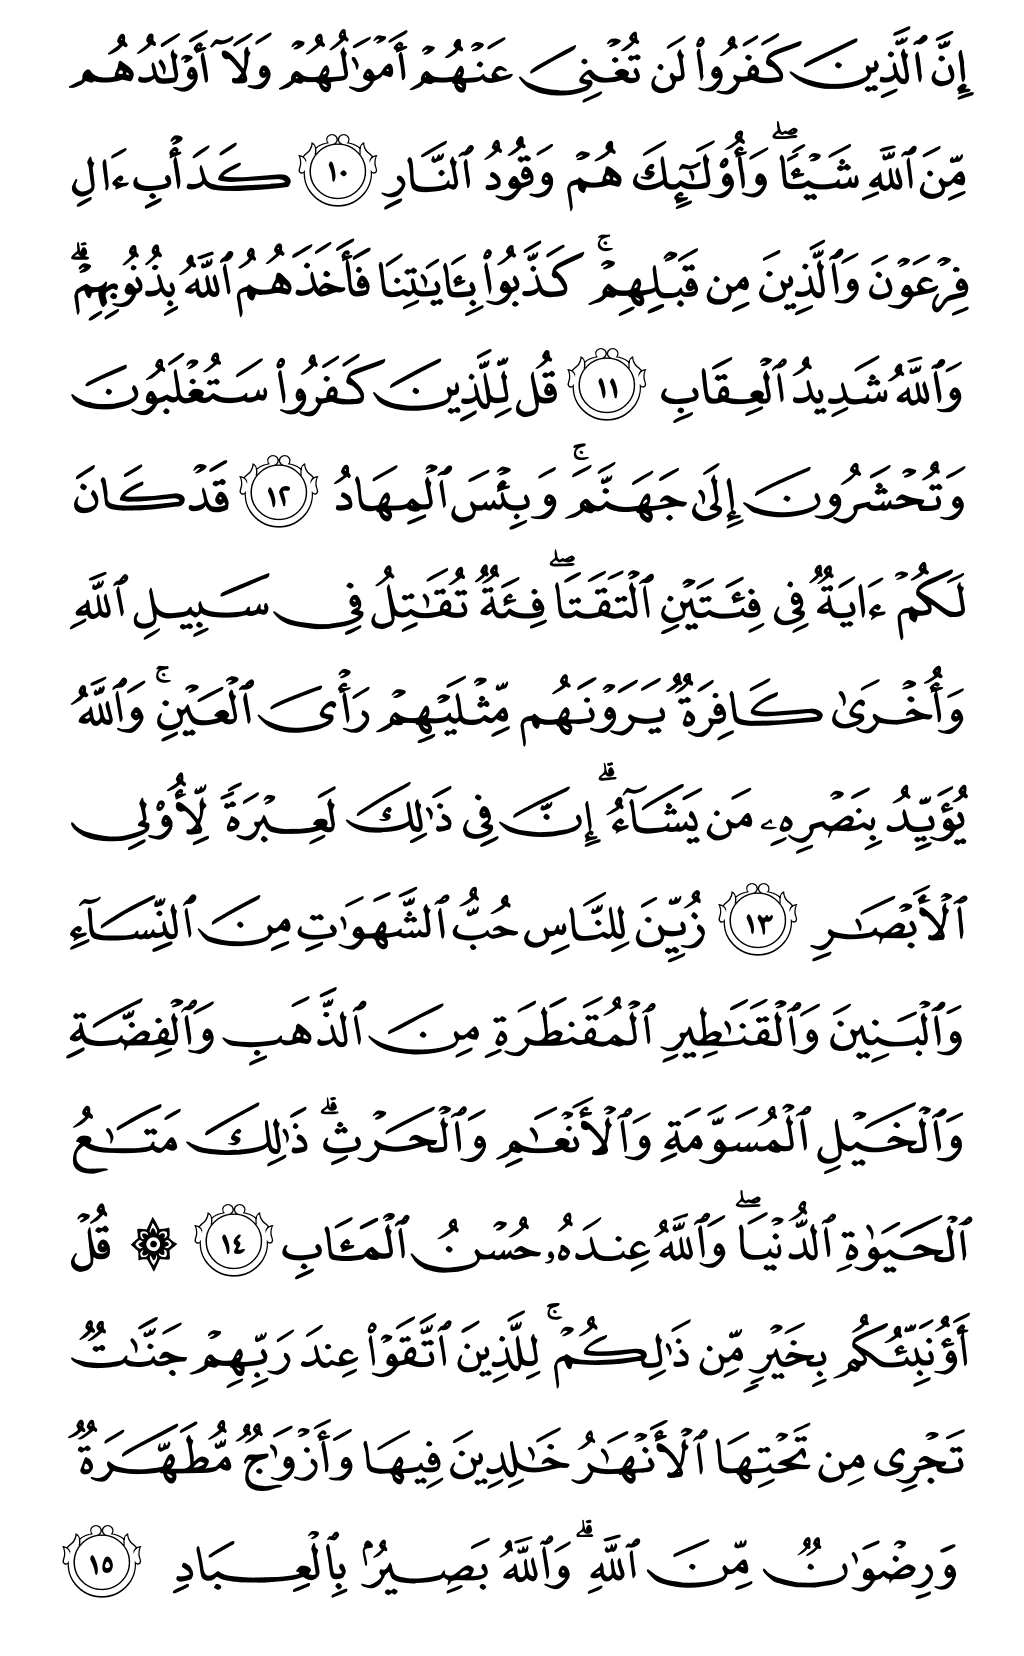 إِنَّ ٱلَّذِينَ كَفَرُوا۟ لَن تُغْنِىَ عَنْهُمْ أَمْوَٰلُهُمْ وَلَآ أَوْلَـٰدُهُم
مِّنَ ٱللَّهِ شَيْـًٔا ۖ وَأُو۟لَـٰٓئِكَ هُمْ وَقُودُ ٱلنَّارِ ١٠ كَدَأْبِ ءَالِ
فِرْعَوْنَ وَٱلَّذِينَ مِن قَبْلِهِمْ ۚ كَذَّبُوا۟ بِـَٔايَـٰتِنَا فَأَخَذَهُمُ ٱللَّهُ بِذُنُوبِهِمْ ۗ
وَٱللَّهُ شَدِيدُ ٱلْعِقَابِ ١١ قُل لِّلَّذِينَ كَفَرُوا۟ سَتُغْلَبُونَ
وَتُحْشَرُونَ إِلَىٰ جَهَنَّمَ ۚ وَبِئْسَ ٱلْمِهَادُ ١٢ قَدْ كَانَ
لَكُمْ ءَايَةٌ فِى فِئَتَيْنِ ٱلْتَقَتَا ۖ فِئَةٌ تُقَـٰتِلُ فِى سَبِيلِ ٱللَّهِ
وَأُخْرَىٰ كَافِرَةٌ يَرَوْنَهُم مِّثْلَيْهِمْ رَأْىَ ٱلْعَيْنِ ۚ وَٱللَّهُ
يُؤَيِّدُ بِنَصْرِهِۦ مَن يَشَآءُ ۗ إِنَّ فِى ذَٰلِكَ لَعِبْرَةً لِّأُو۟لِى
ٱلْأَبْصَـٰرِ ١٣ زُيِّنَ لِلنَّاسِ حُبُّ ٱلشَّهَوَٰتِ مِنَ ٱلنِّسَآءِ
وَٱلْبَنِينَ وَٱلْقَنَـٰطِيرِ ٱلْمُقَنطَرَةِ مِنَ ٱلذَّهَبِ وَٱلْفِضَّةِ
وَٱلْخَيْلِ ٱلْمُسَوَّمَةِ وَٱلْأَنْعَـٰمِ وَٱلْحَرْثِ ۗ ذَٰلِكَ مَتَـٰعُ
ٱلْحَيَوٰةِ ٱلدُّنْيَا ۖ وَٱللَّهُ عِندَهُۥ حُسْنُ ٱلْمَـَٔابِ ١٤ ۞ قُلْ
أَؤُنَبِّئُكُم بِخَيْرٍ مِّن ذَٰلِكُمْ ۚ لِلَّذِينَ ٱتَّقَوْا۟ عِندَ رَبِّهِمْ جَنَّـٰتٌ
تَجْرِى مِن تَحْتِهَا ٱلْأَنْهَـٰرُ خَـٰلِدِينَ فِيهَا وَأَزْوَٰجٌ مُّطَهَّرَةٌ
وَرِضْوَٰنٌ مِّنَ ٱللَّهِ ۗ وَٱللَّهُ بَصِيرٌۢ بِٱلْعِبَادِ ١٥